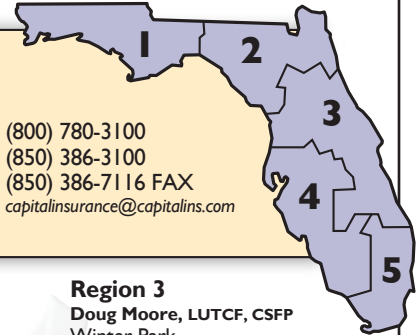 1
2
3
4
5
(800) 780-3100
(850) 386-3100
(850) 386-7116 FAX
capitalinsurance@capitalins.com
Region 3
Doug Moore, LUTCF, CSFP